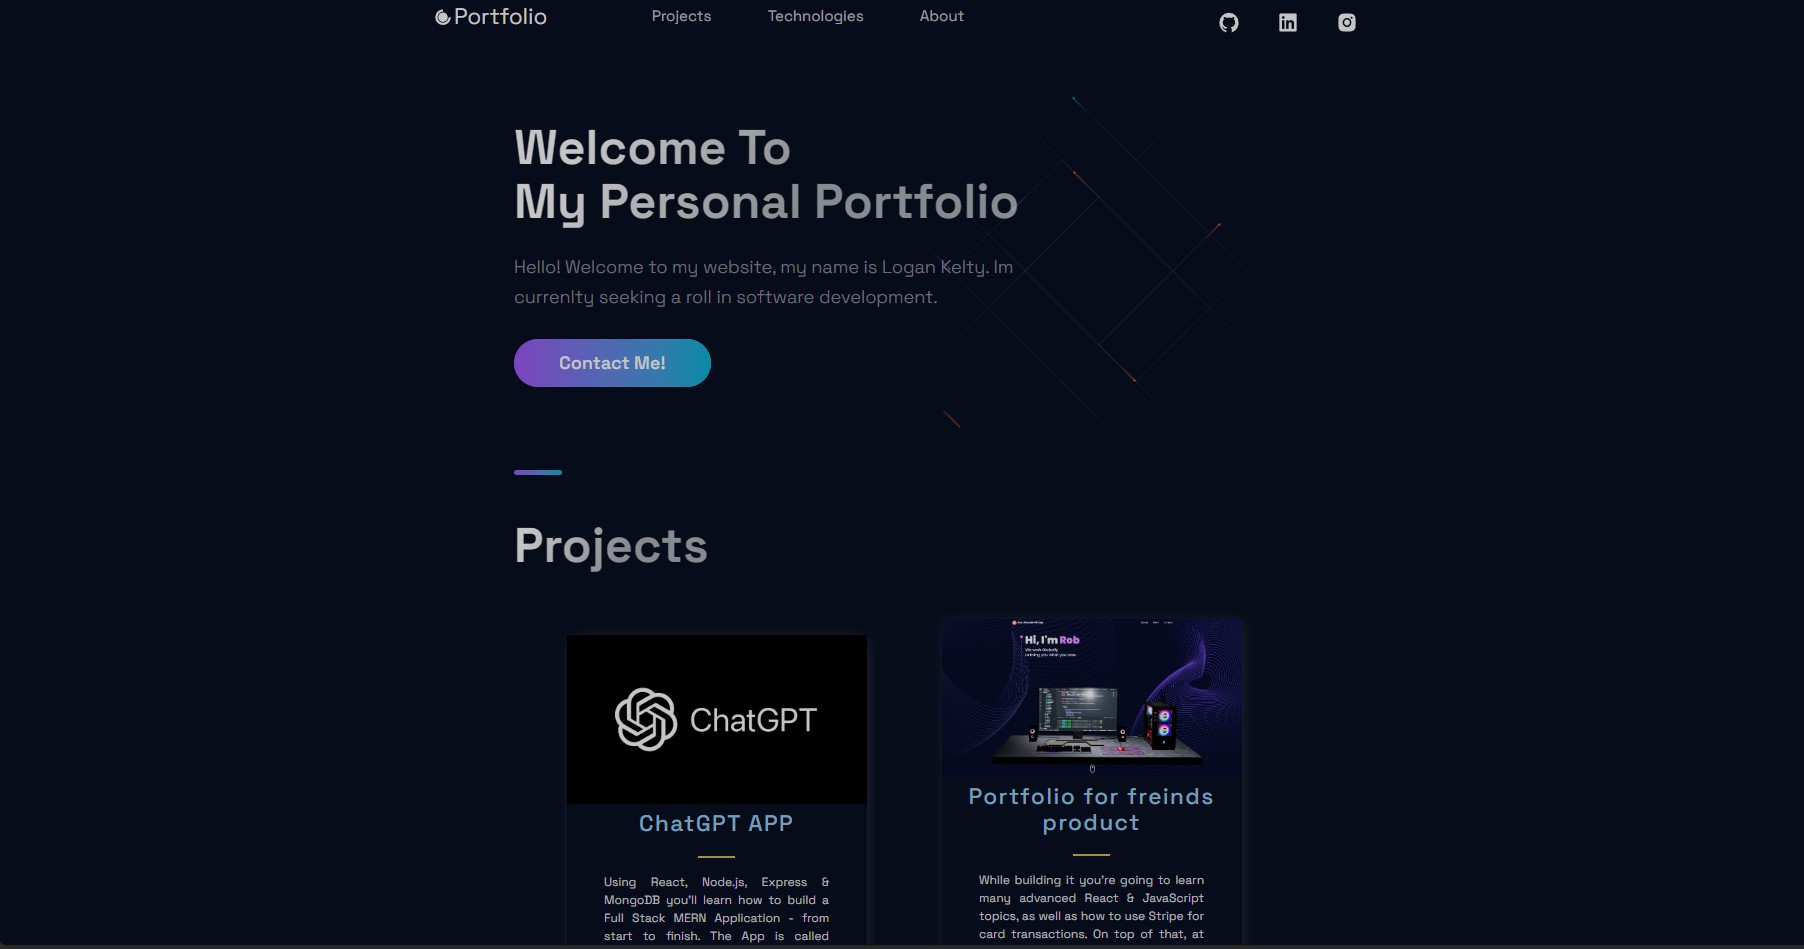 Portfolio
Projects
Technologies
About
Welcome To
My Personal Portfolio
Hello! Welcome to my website, my name is Logan Kelty. Im
currenlty seeking a roll in software development.
Contact Me!
Projects
ChatGPT
ChatGPT APP
Using React, Node.js, Express &
MongoDB you'll learn how to build a
Full Stack MERN Application - from
start to finish. The App is called
Hi, I'm Rob
Portfolio for freinds
product
While building it you're going to learn
many advanced React & JavaScript
topics, as well as how to use Stripe for
card transactions. On top of that, at